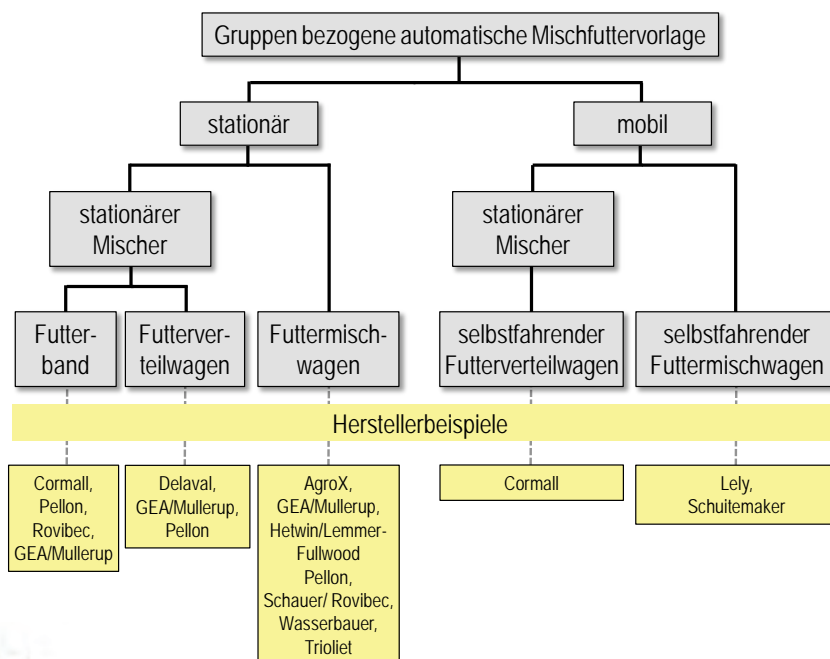 Gruppen bezogene automatische Mischfuttervorlage
stationär
mobil
stationärer
Mischer
stationärer
Mischer
Futter-
band
Futterver-
teilwagen
Futtermisch-
wagen
selbstfahrender
Futterverteilwagen
selbstfahrender
Futtermischwagen
Herstellerbeispiele
Cormall,
Pellon,
Rovibec,
GEA/Mullerup
Delaval,
GEA/Mullerup,
Pellon
AgroX,
GEA/Mullerup,
Hetwin/Lemmer-
Fullwood
Pellon,
Schauer/ Rovibec,
Wasserbauer,
Trioliet
Cormall
Lely,
Schuitemaker